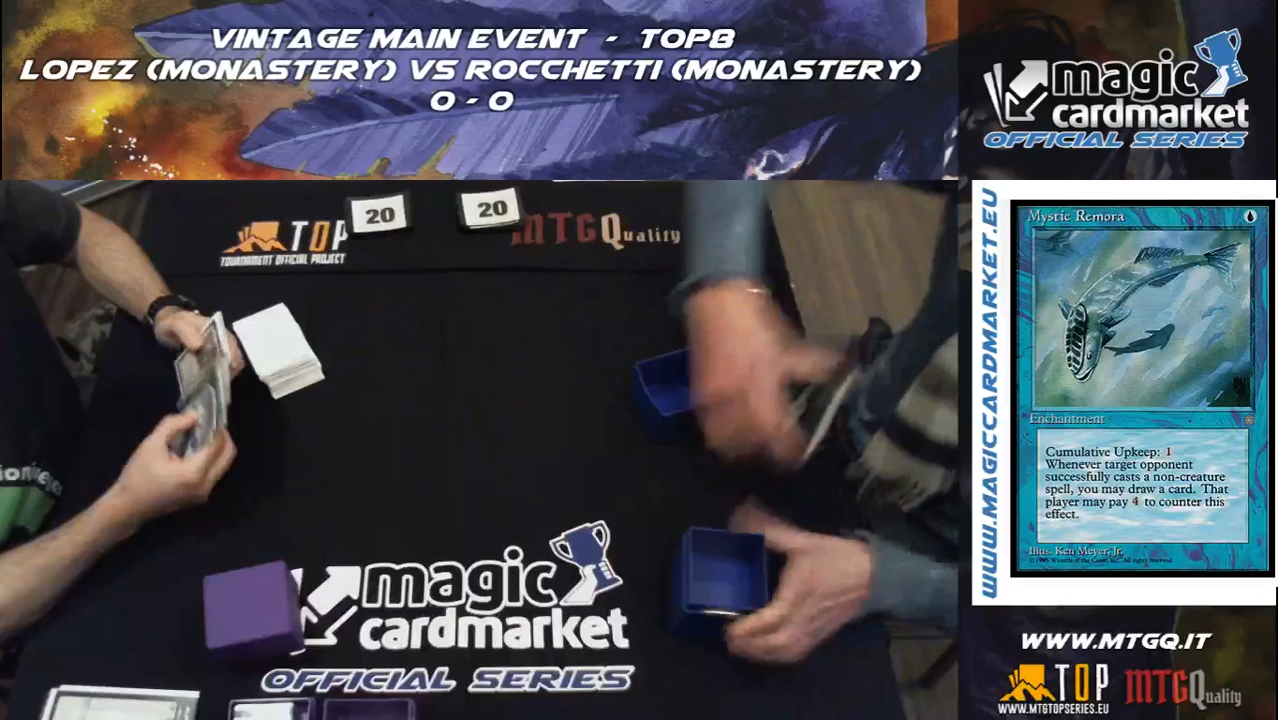 VINTAGE MAIN EVENT - TOP8
LOPEZ (MONASTERY) VS ROCCHETTI (MONASTERY)
0 - 0
magic
cardmarket
OFFICIAL SERIES
20
20
TOP
TOURNAMENT OFFICIAL PROJECT
MTGQuality
magic
cardmarket
OFFICIAL SERIES
WWW.MAGICCARDMARKET.EU
Mystic Remora
Enchantment
Cumulative Upkeep: 1
Whenever target opponent
successfully casts a non-creature
spell, you may draw a card. That
player may pay 4 to counter this
effect.
Illus. Ken Meyer, Jr.
WWW.MTGQ.IT
TOP
WWW.MTGTOPSERIES.EU
MTGQuality